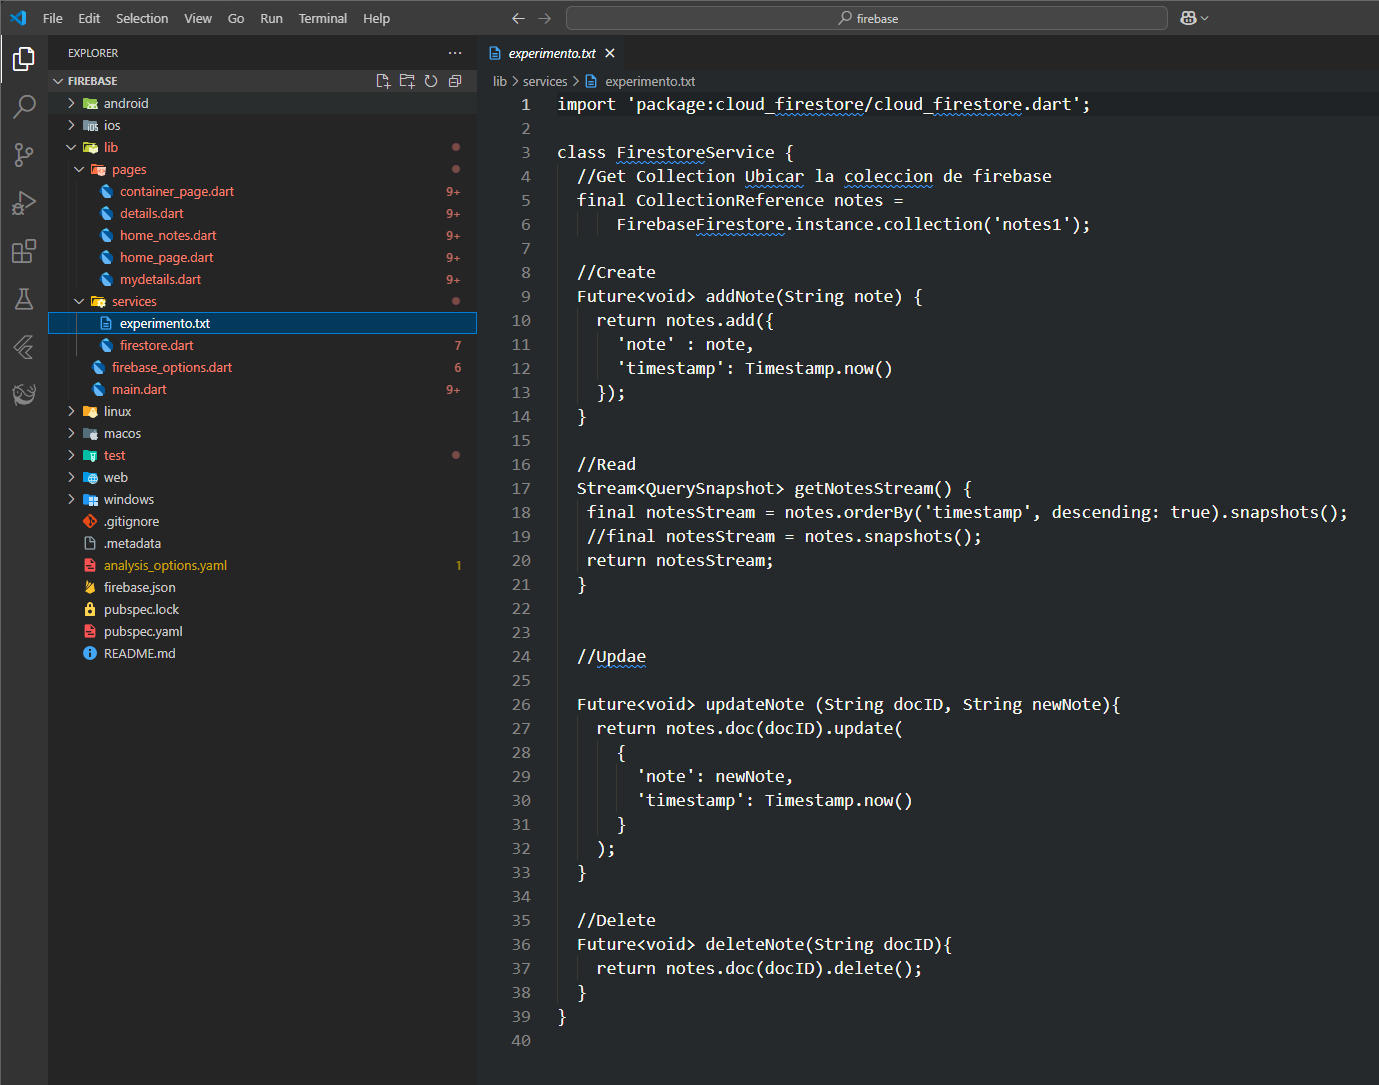 File Edit Selection View Go Run Terminal Help
firebase
EXPLORER
FIREBASE
android
ios
lib
pages
container_page.dart 9+
details.dart 9+
home_notes.dart 9+
home_page.dart 9+
mydetails.dart 9+
services
experimento.txt
firestore.dart 7
firebase_options.dart 6
main.dart 9+
linux
macos
test
web
windows
.gitignore
.metadata
analysis_options.yaml 1
firebase.json
pubspec.lock
pubspec.yaml
README.md
experimento.txt
lib > services > experimento.txt
1 import 'package:cloud_firestore/cloud_firestore.dart';
2
3 class FirestoreService {
4 //Get Collection Ubicar la coleccion de firebase
5 final CollectionReference notes =
6 FirebaseFirestore.instance.collection('notes1');
7
8 //Create
9 Future<void> addNote(String note) {
10 return notes.add({
11 'note' : note,
12 'timestamp': Timestamp.now()
13 });
14 }
15
16 //Read
17 Stream<QuerySnapshot> getNotesStream() {
18 final notesStream = notes.orderBy('timestamp', descending: true).snapshots();
19 //final notesStream = notes.snapshots();
20 return notesStream;
21 }
22
23
24 //Updae
25
26 Future<void> updateNote (String docID, String newNote){
27 return notes.doc(docID).update(
28 {
29 'note': newNote,
30 'timestamp': Timestamp.now()
31 }
32 );
33 }
34
35 //Delete
36 Future<void> deleteNote(String docID){
37 return notes.doc(docID).delete();
38 }
39 }
40